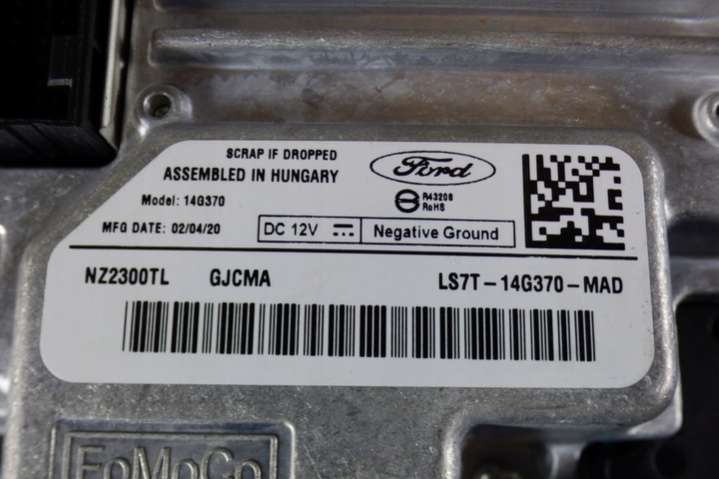 SCRAP IF DROPPED
ASSEMBLED IN HUNGARY
Model: 14G370
MFG DATE: 02/04/20
Ford
R43208
RoHS
DC 12V
Negative Ground
NZ2300TL GJCMA LS7T-14G370-MAD
FoMoCo